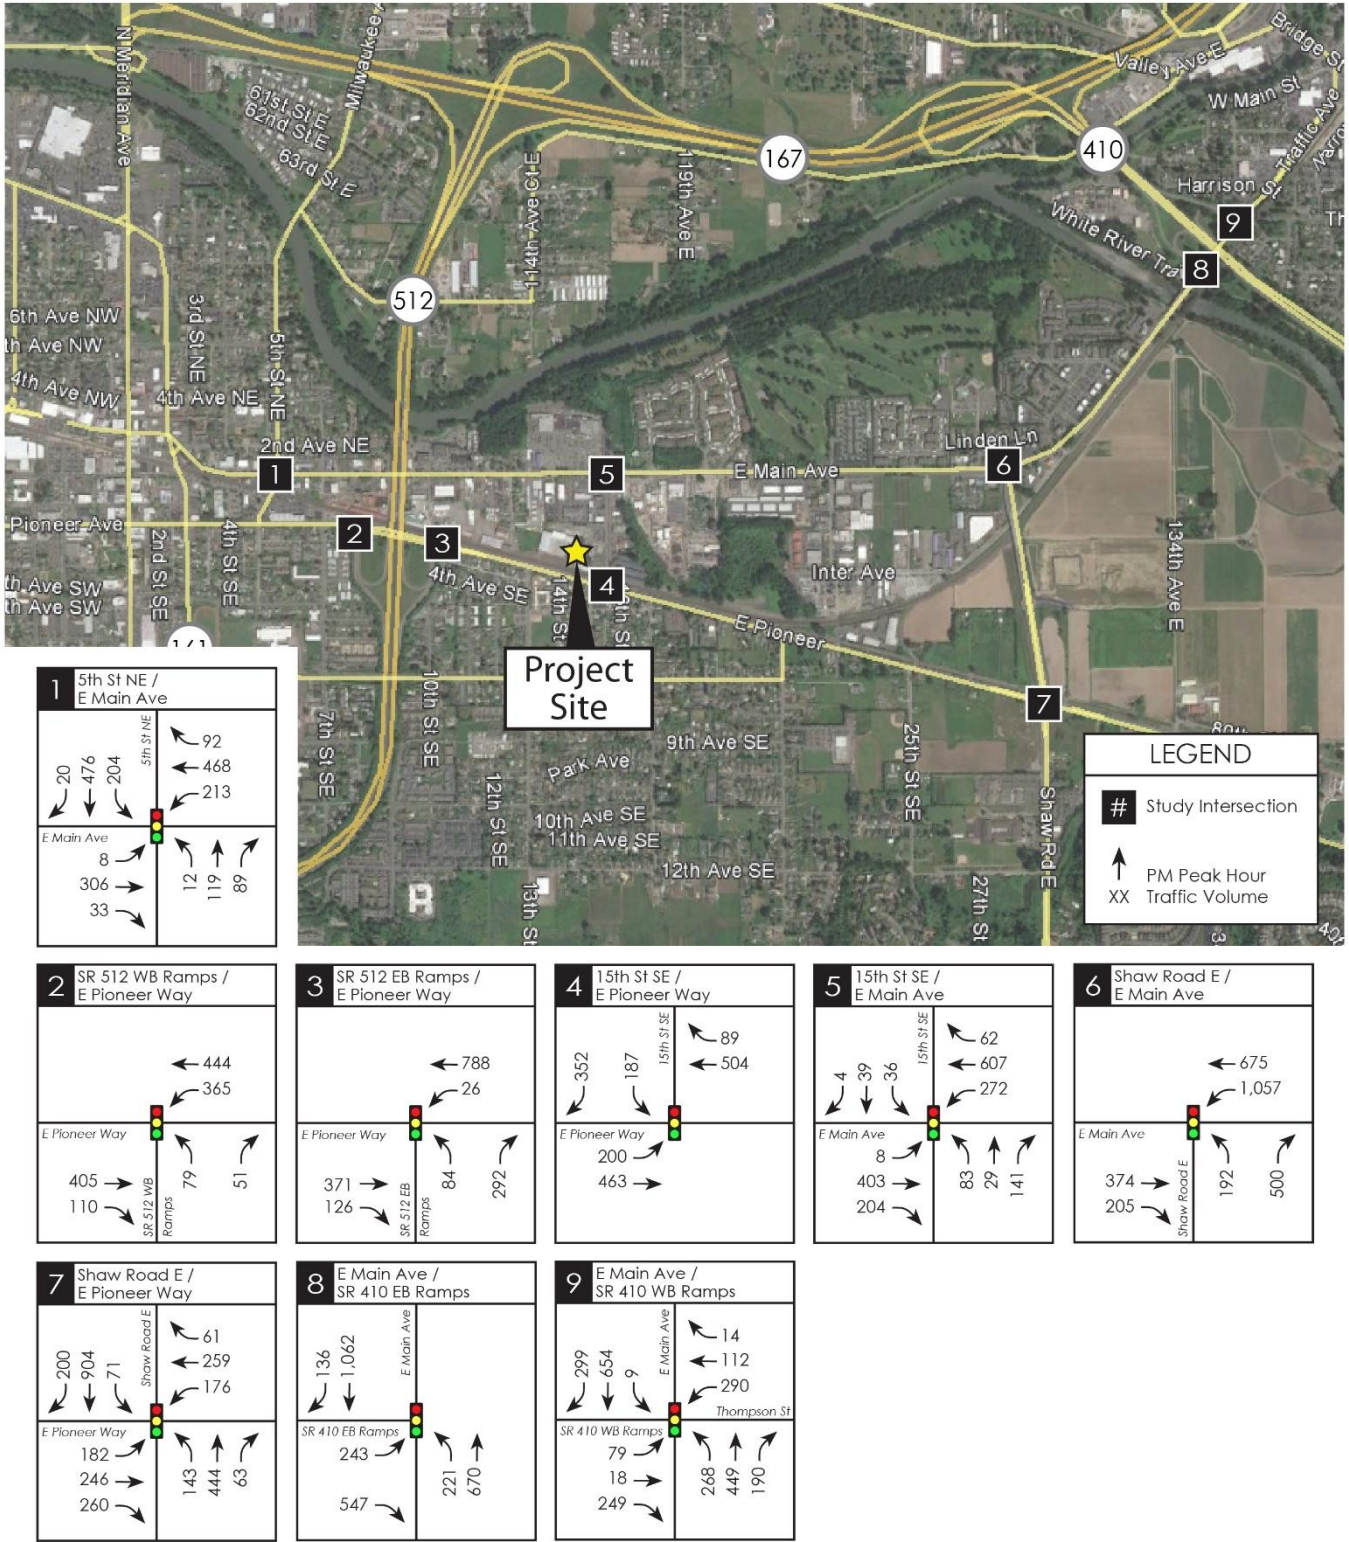 N Meridian Ave
61st St E
62nd St E
63rd St E
114th Ave Ct E
119th Ave E
167
410
Valley Ave E
Bridge St
W Main St
Traffic Ave
Harrison St
9
White River Tra
8
512
6th Ave NW
th Ave NW
4th Ave NW
3rd St NE
4th Ave NE
5th St NE
2nd Ave NE
1
5
E Main Ave
Linden Ln
6
Pioneer Ave
2nd St SE
4th St SE
2
3
4th Ave SE
14th S
4
Inter Ave
134th Ave E
th Ave SW
th Ave SW
E Pioneer
Project
Site
7
7th St SE
10th St SE
9th Ave SE
Park Ave
12th St SE
10th Ave SE
11th Ave SE
12th Ave SE
13th St
25th St SE
27th St
Shaw Rd E
LEGEND
# Study Intersection
PM Peak Hour
XX Traffic Volume
1 5th St NE /
E Main Ave
5th St NE
20 476 204
92
468
213
E Main Ave
8
306
33
12 119 89
2 SR 512 WB Ramps /
E Pioneer Way
444
365
E Pioneer Way
405
110
SR 512 WB
Ramps
79 51
3 SR 512 EB Ramps /
E Pioneer Way
788
26
E Pioneer Way
371
126
SR 512 EB
Ramps
84 292
4 15th St SE /
E Pioneer Way
15th St SE
352 187
89
504
E Pioneer Way
200
463
5 15th St SE /
E Main Ave
15th St SE
4 39 36
62
607
272
E Main Ave
8
403
204
83 29 141
6 Shaw Road E /
E Main Ave
675
1,057
E Main Ave
374
205
Shaw Road E
192 500
7 Shaw Road E /
E Pioneer Way
Shaw Road E
200 904 71
61
259
176
E Pioneer Way
182
246
260
143 444 63
8 E Main Ave /
SR 410 EB Ramps
E Main Ave
136 1,062
SR 410 EB Ramps
243
547
221 670
9 E Main Ave /
SR 410 WB Ramps
E Main Ave
299 654 9
14
112
290
Thompson St
SR 410 WB Ramps
79
18
249
268 449 190